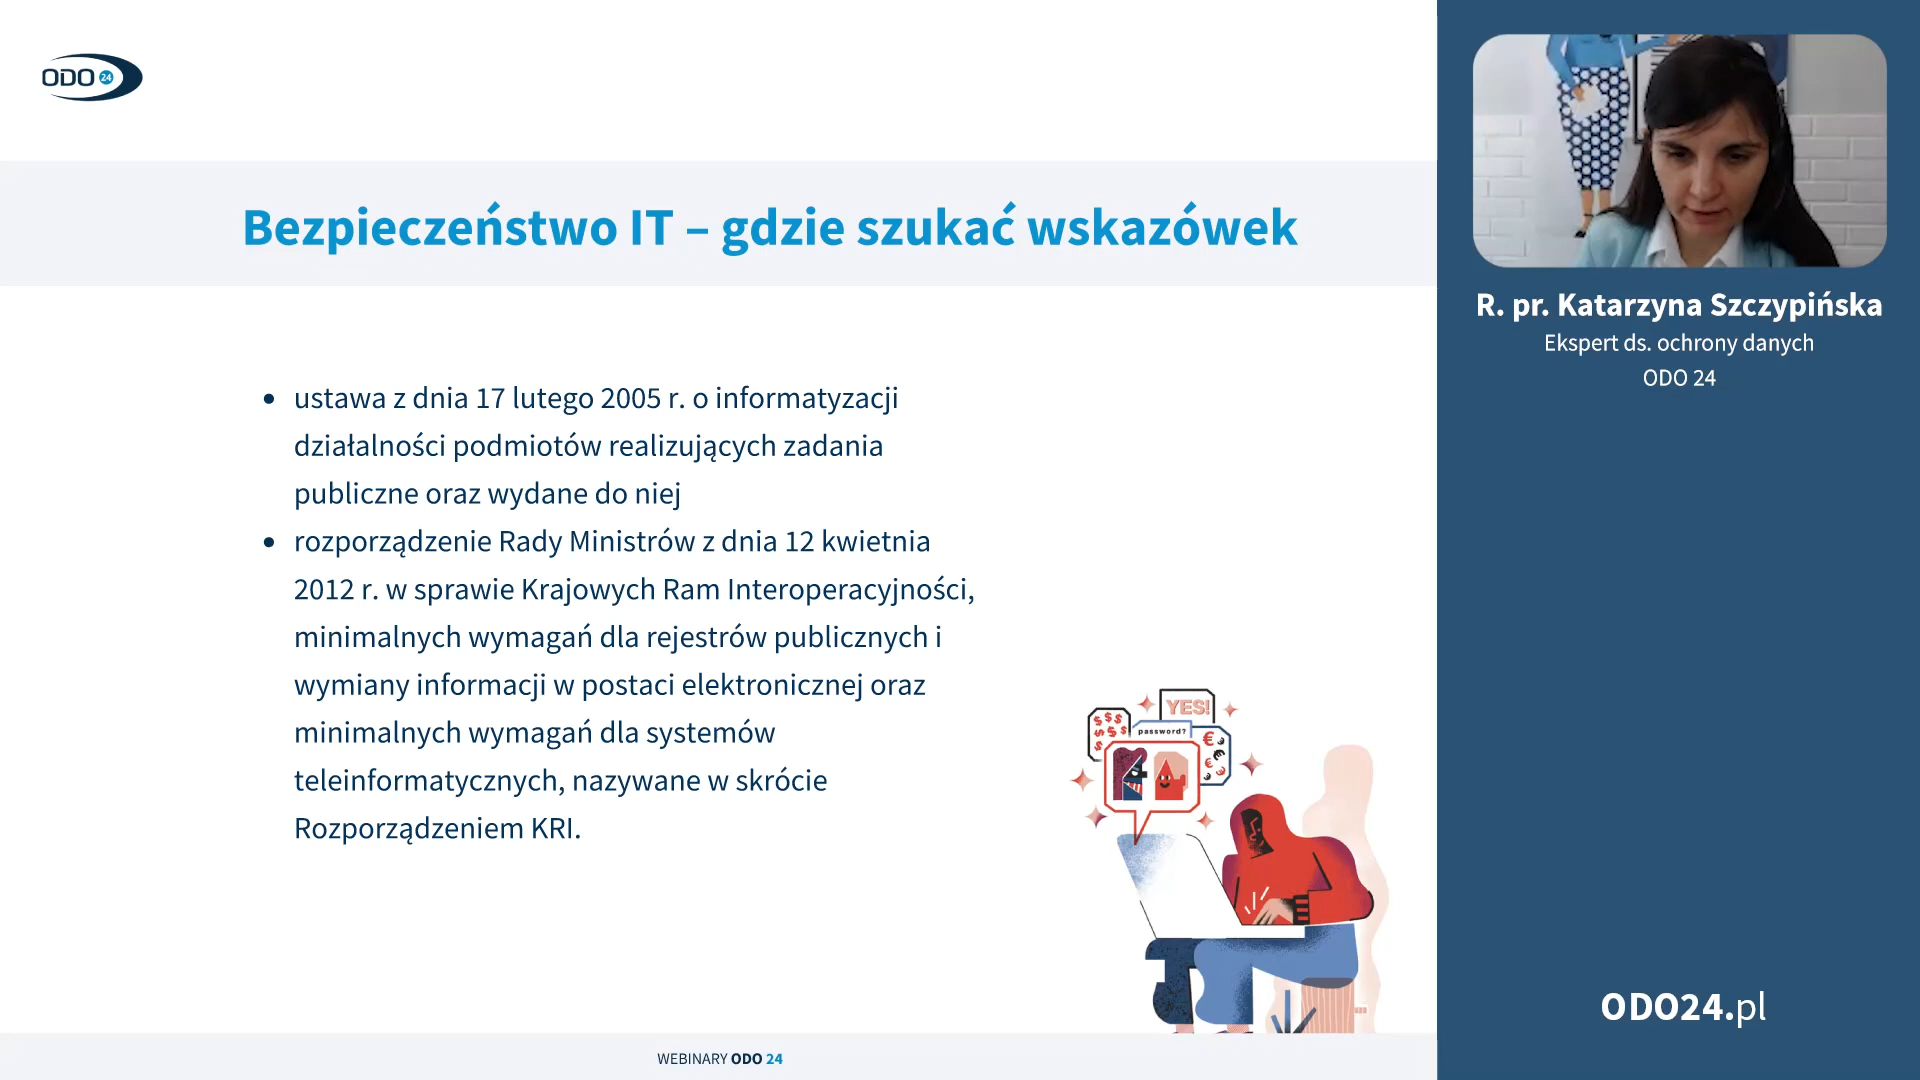 ODO 24
Bezpieczeństwo IT – gdzie szukać wskazówek
ustawa z dnia 17 lutego 2005 r. o informatyzacji
działalności podmiotów realizujących zadania
publiczne oraz wydane do niej
rozporządzenie Rady Ministrów z dnia 12 kwietnia
2012 r. w sprawie Krajowych Ram Interoperacyjności,
minimalnych wymagań dla rejestrów publicznych i
wymiany informacji w postaci elektronicznej oraz
minimalnych wymagań dla systemów
teleinformatycznych, nazywane w skrócie
Rozporządzeniem KRI.
YES!
$$$
$$$
$
password?
€
€
€
WEBINARY ODO 24
R. pr. Katarzyna Szczypińska
Ekspert ds. ochrony danych
ODO 24
ODO24.pl